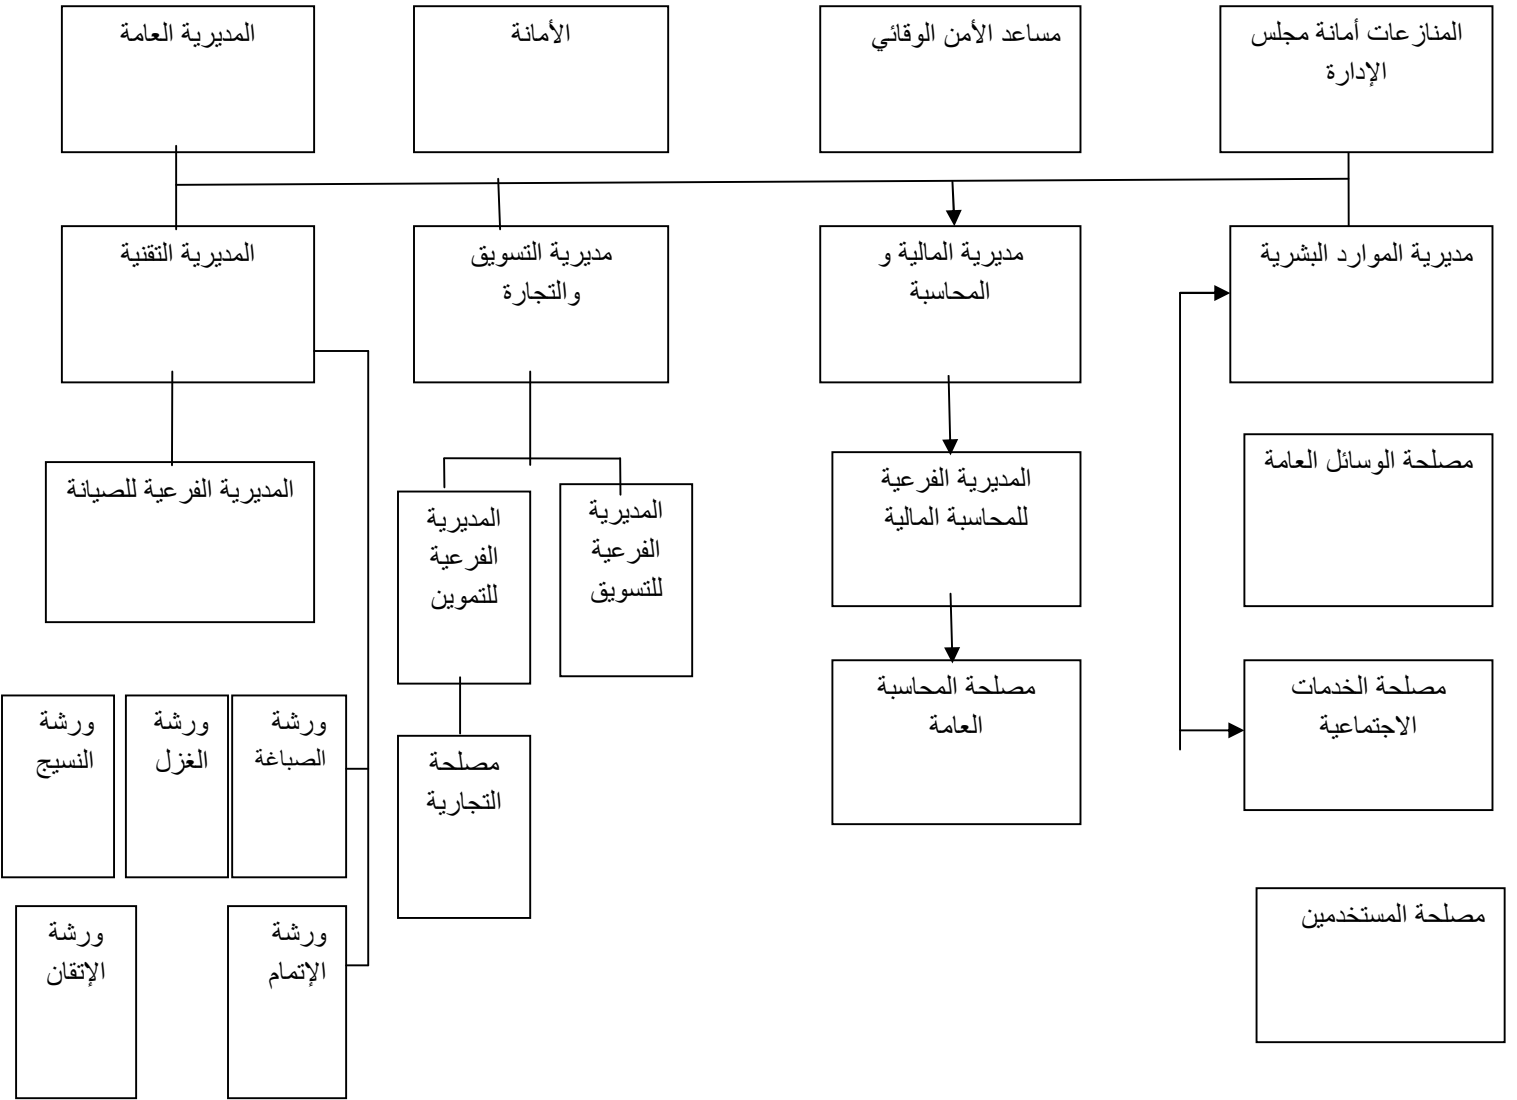 المنازعات أمانة مجلس
الإدارة
مساعد الأمن الوقائي
الأمانة
المديرية العامة
مديرية الموارد البشرية
مديرية المالية و
المحاسبة
مديرية التسويق
والتجارة
المديرية التقنية
مصلحة الوسائل العامة
المديرية الفرعية
للمحاسبة المالية
المديرية
الفرعية
للتسويق
المديرية
الفرعية
للتموين
المديرية الفرعية للصيانة
مصلحة الخدمات
الاجتماعية
مصلحة المحاسبة
العامة
مصلحة
التجارية
ورشة
الصباغة
ورشة
الغزل
ورشة
النسيج
مصلحة المستخدمين
ورشة
الإتمام
ورشة
الإتقان